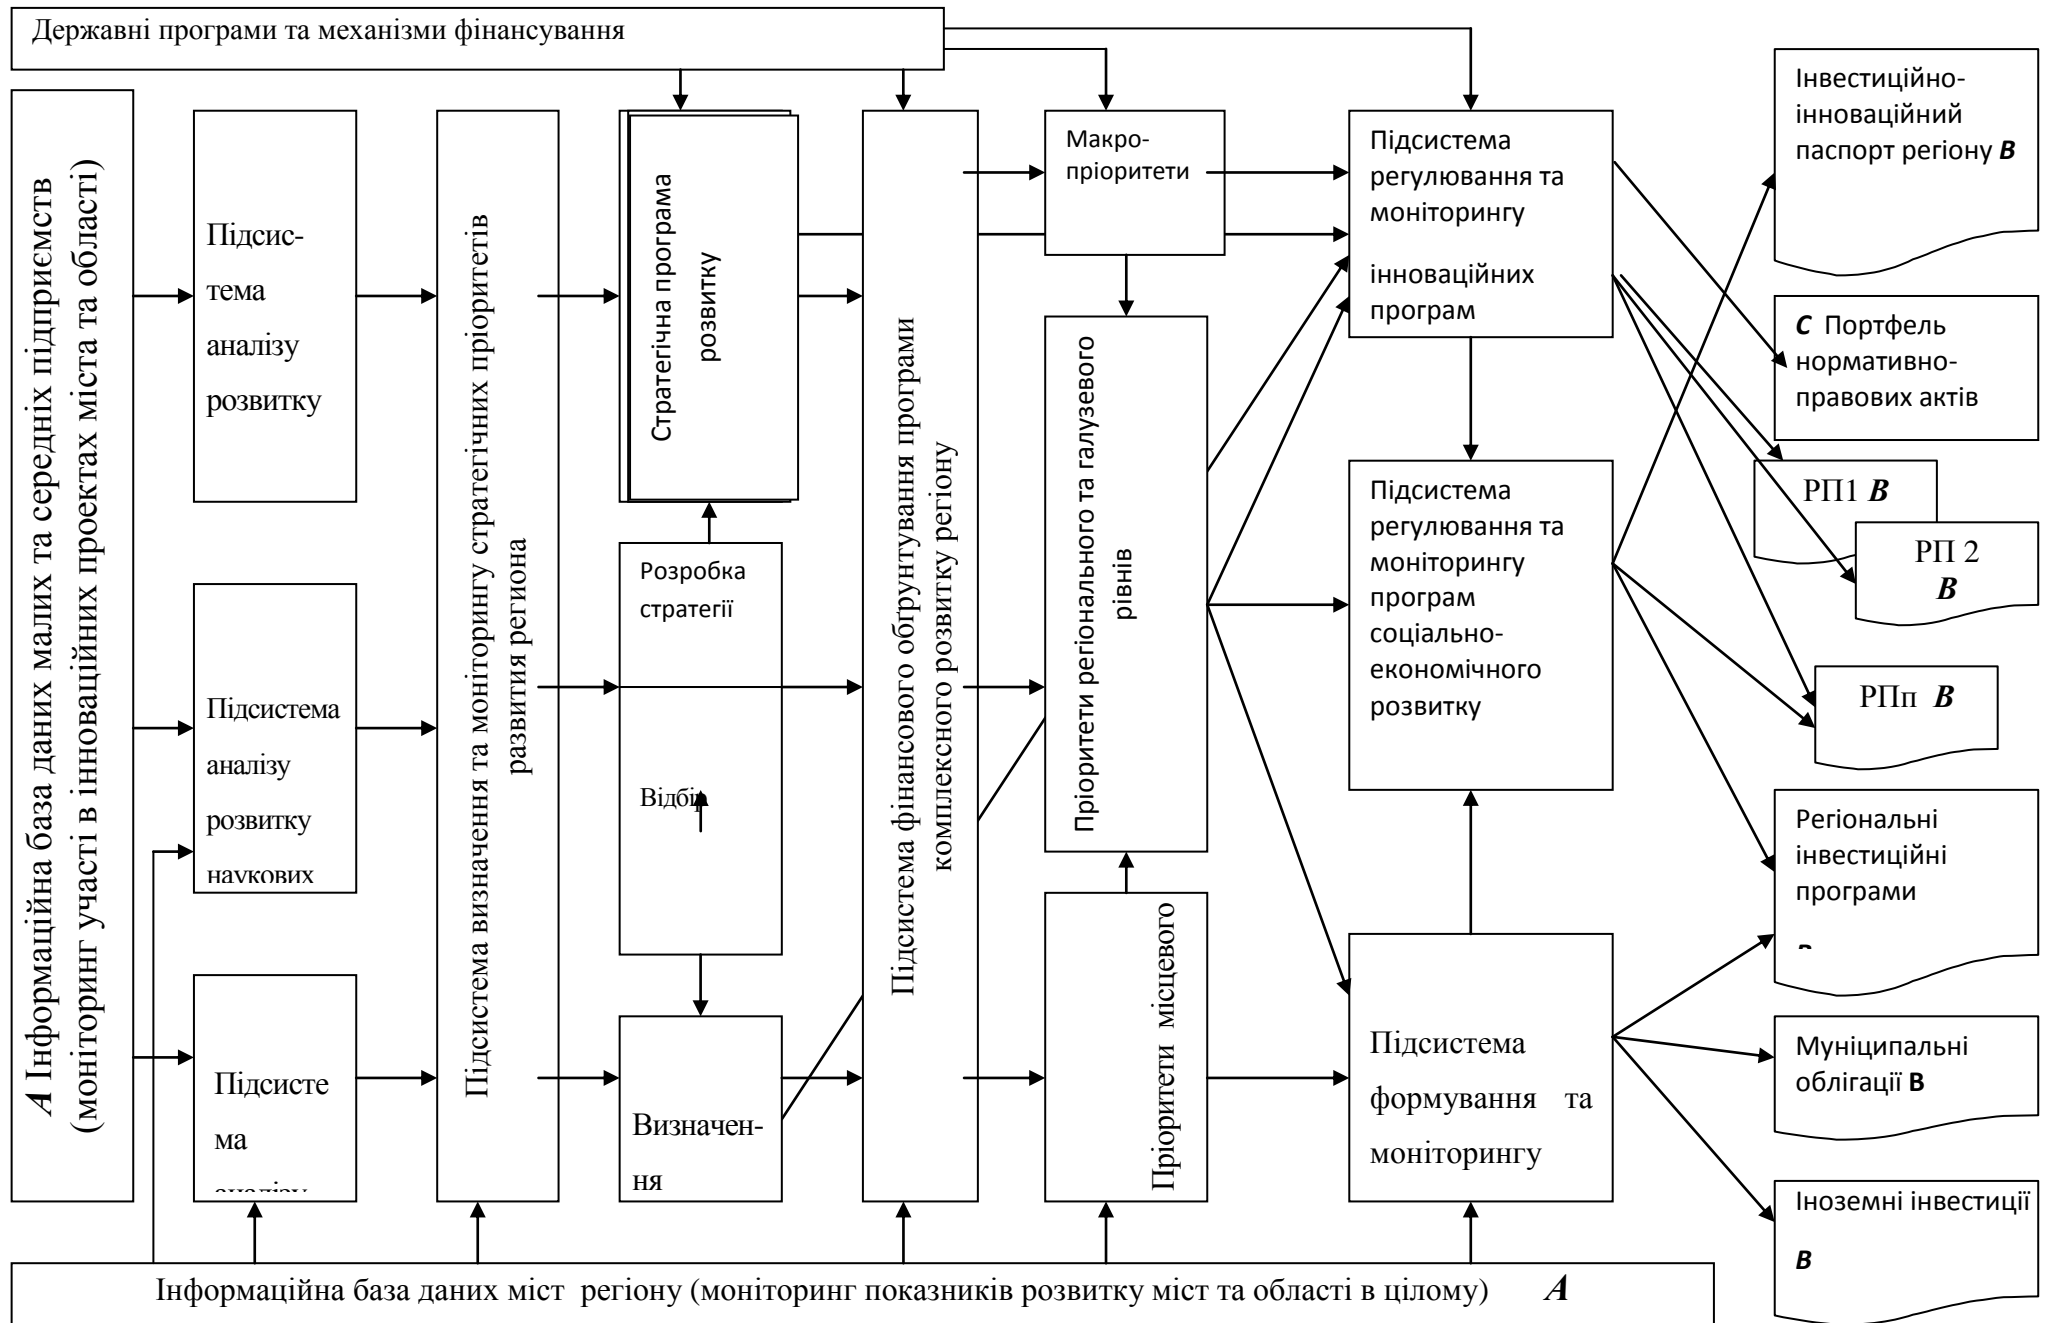 Державні програми та механізми фінансування
А Інформаційна база даних малих та середніх підприємств
(моніторинг участі в інноваційних проектах міста та області)
Підсис-
тема
аналізу
розвитку
Підсистема
аналізу
розвитку
наукових
Підсисте
ма
аналізу
Підсистема визначення та моніторингу стратегічних пріоритетів
развития региона
Стратегічна програма
розвитку
Розробка
стратегії
Відбір
Визначен-
ня
Підсистема фінансового обґрунтування програми
комплексного розвитку регіону
Макро-
пріоритети
Пріоритети регіонального та галузевого
рівнів
Пріоритети місцевого
Підсистема
регулювання та
моніторингу
інноваційних
програм
Підсистема
регулювання та
моніторингу
програм
соціально-
економічного
розвитку
Підсистема
формування та
моніторингу
Інвестиційно-
інноваційний
паспорт регіону В
С Портфель
нормативно-
правових актів
РП1 В
РП 2
В
РПп В
Регіональні
інвестиційні
програми
Муніципальні
облігації В
Іноземні інвестиції
В
Інформаційна база даних міст регіону (моніторинг показників розвитку міст та області в цілому) А